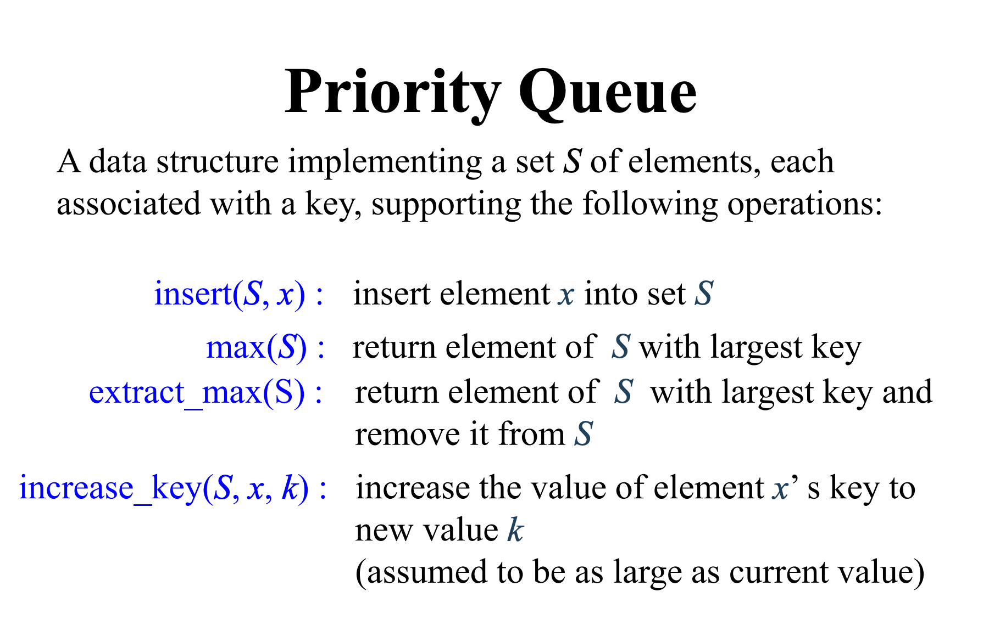 Priority Queue
A data structure implementing a set S of elements, each
associated with a key, supporting the following operations:
insert(S, x) : insert element x into set S
max(S) : return element of S with largest key
extract_max(S) : return element of S with largest key and
remove it from S
increase_key(S, x, k) : increase the value of element x’ s key to
new value k
(assumed to be as large as current value)